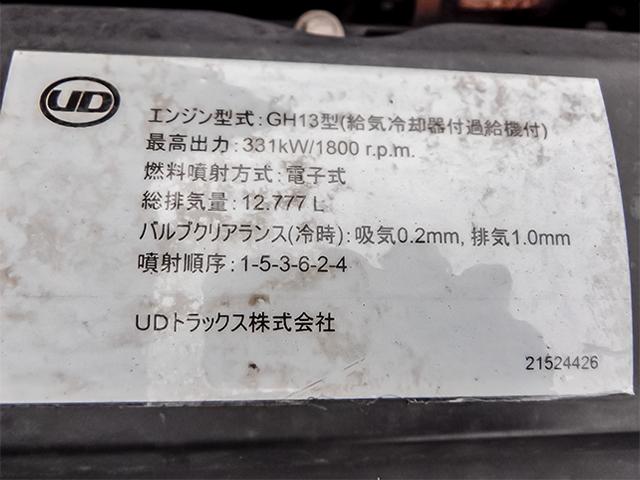 UD
エンジン型式:GH13型(給気冷却器付過給機付)
最高出力:331kW/1800 r.p.m.
燃料噴射方式:電子式
総排気量:12.777 L
バルブクリアランス(冷時):吸気0.2mm, 排気1.0mm
噴射順序:1-5-3-6-2-4
UDトラックス株式会社
21524426